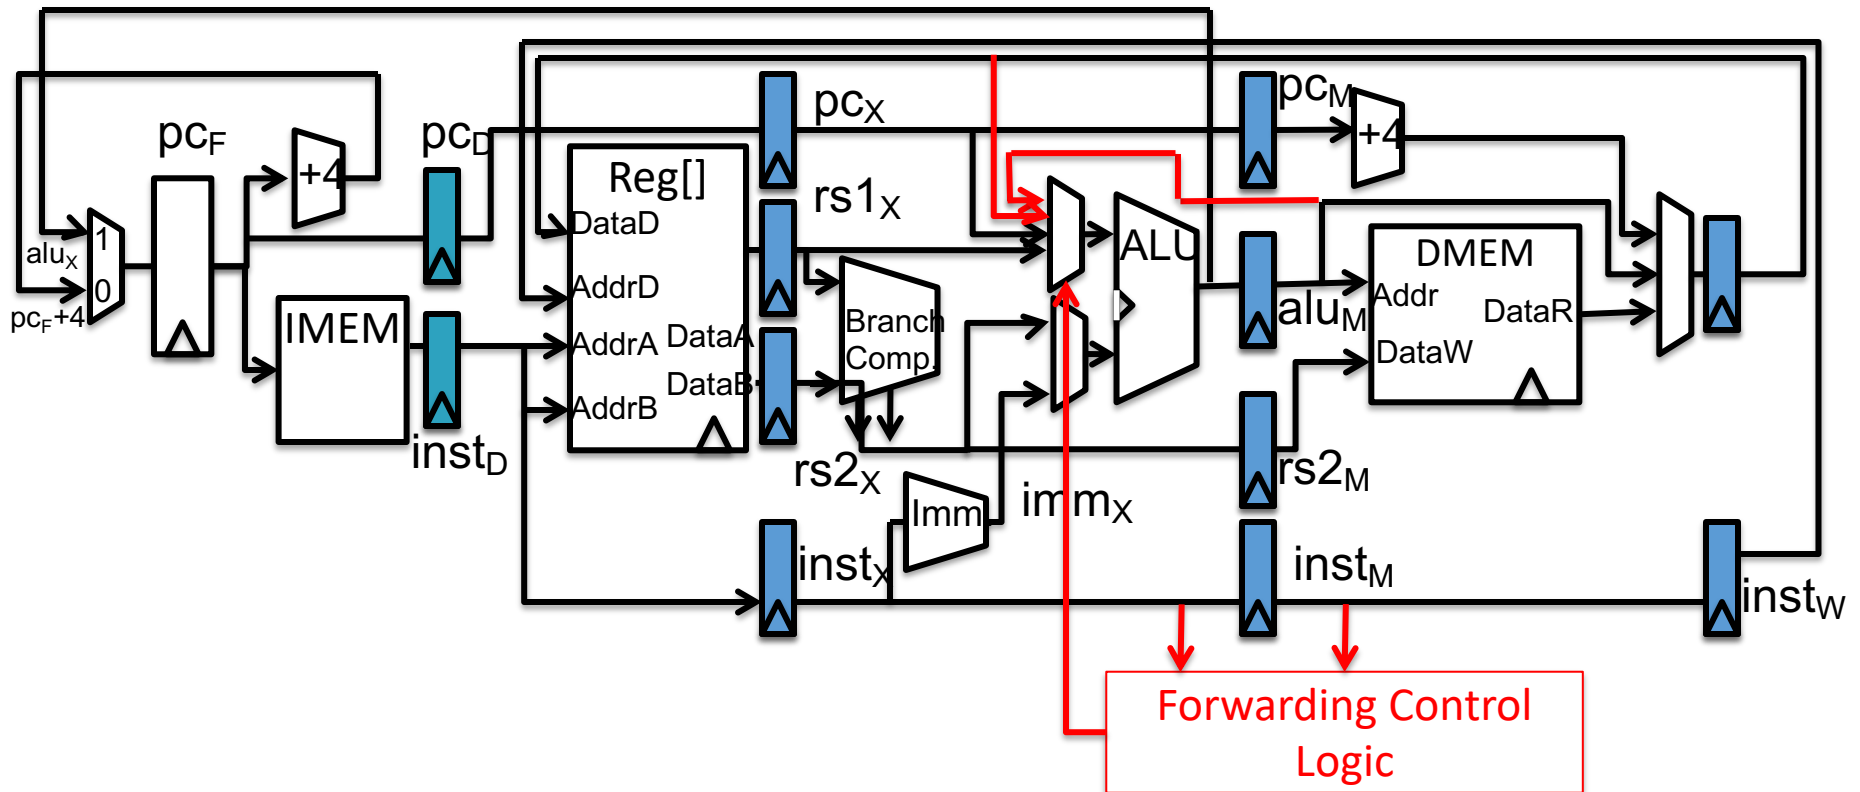 pcF
+4
pcD
Reg[]
pcX
pcM
+4
rs1X
DataD
ALU
DMEM
1
aluX
0
pcF+4
IMEM
AddrD
AddrA
DataA
Branch
Comp.
aluM
Addr
DataR
DataW
DataB
AddrB
instD
rs2X
Imm
immX
rs2M
instX
instM
instW
Forwarding Control
Logic